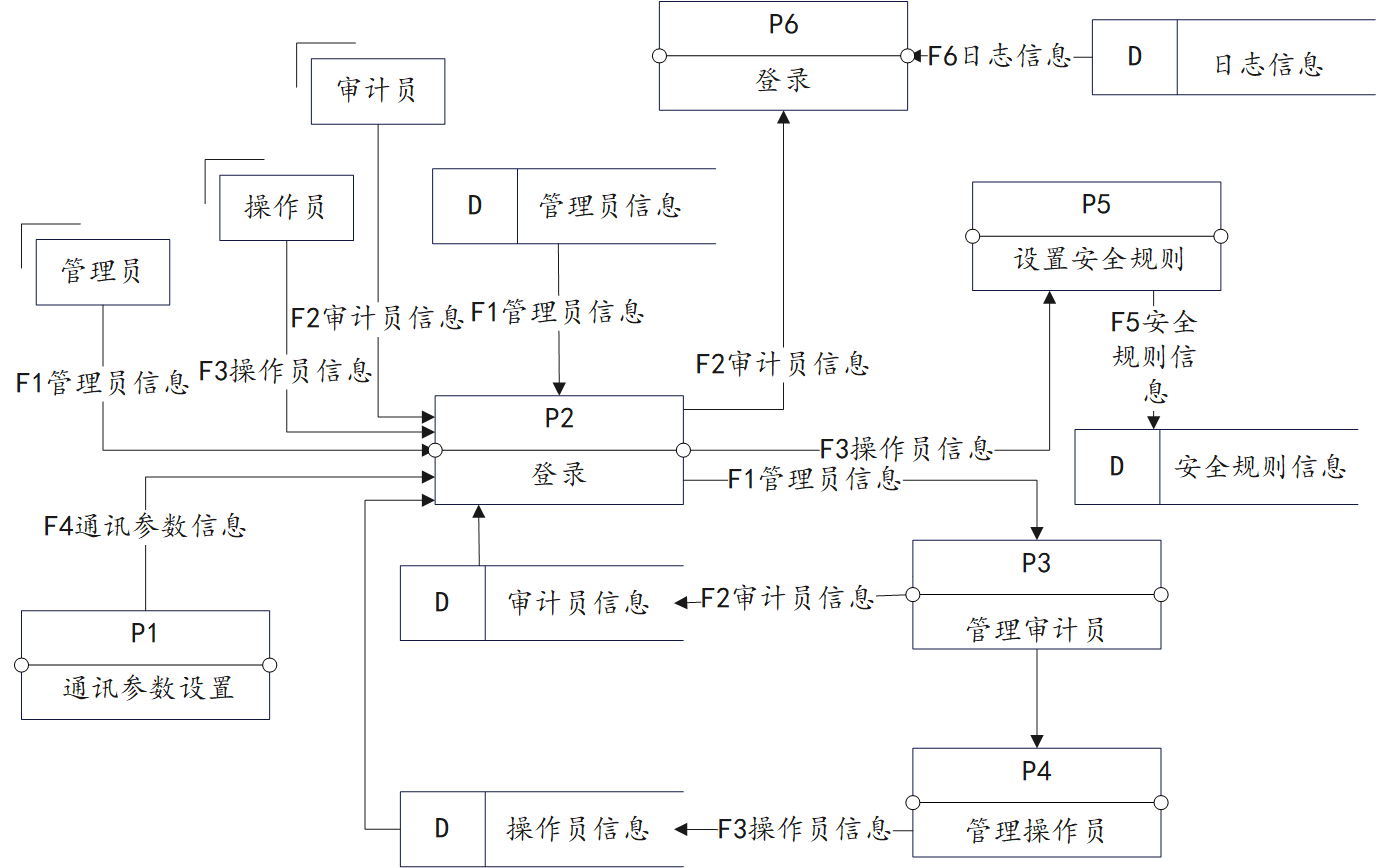 P6
登录
F6日志信息
D
日志信息
审计员
操作员
管理员
D
管理员信息
P5
设置安全规则
F2审计员信息
F1管理员信息
F3操作员信息
F1管理员信息
F2审计员信息
F5安全
规则信
息
P2
登录
F3操作员信息
F1管理员信息
D
安全规则信息
F4通讯参数信息
P3
管理审计员
D
审计员信息
F2审计员信息
P1
通讯参数设置
P4
管理操作员
D
操作员信息
F3操作员信息